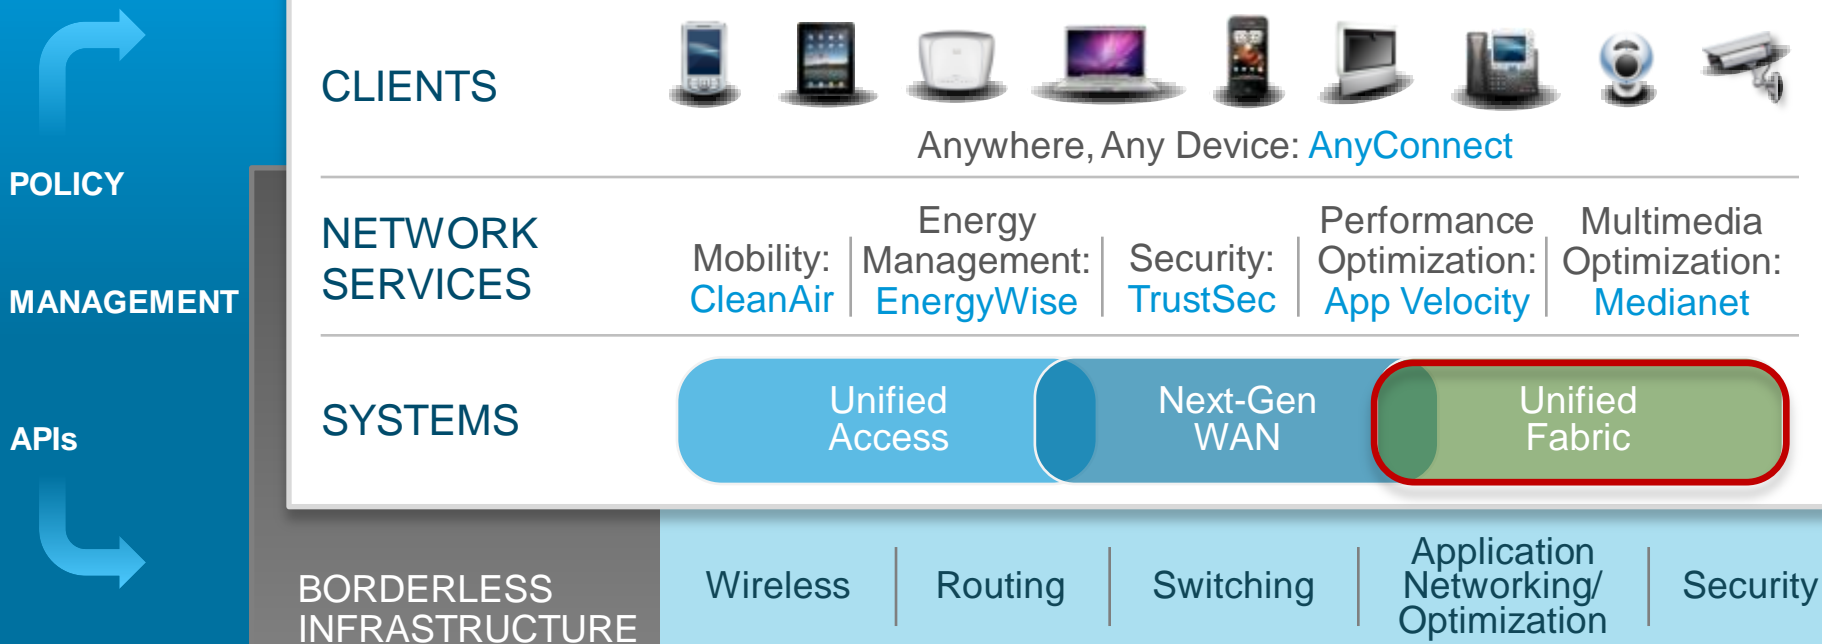 POLICY
MANAGEMENT
APIs
CLIENTS
Anywhere, Any Device: AnyConnect
NETWORK
SERVICES
Mobility:
CleanAir
Energy
Management:
EnergyWise
Security:
TrustSec
Performance
Optimization:
App Velocity
Multimedia
Optimization:
Medianet
SYSTEMS
Unified
Access
Next-Gen
WAN
Unified
Fabric
BORDERLESS
INFRASTRUCTURE
Wireless
Routing
Switching
Application
Networking/
Optimization
Security